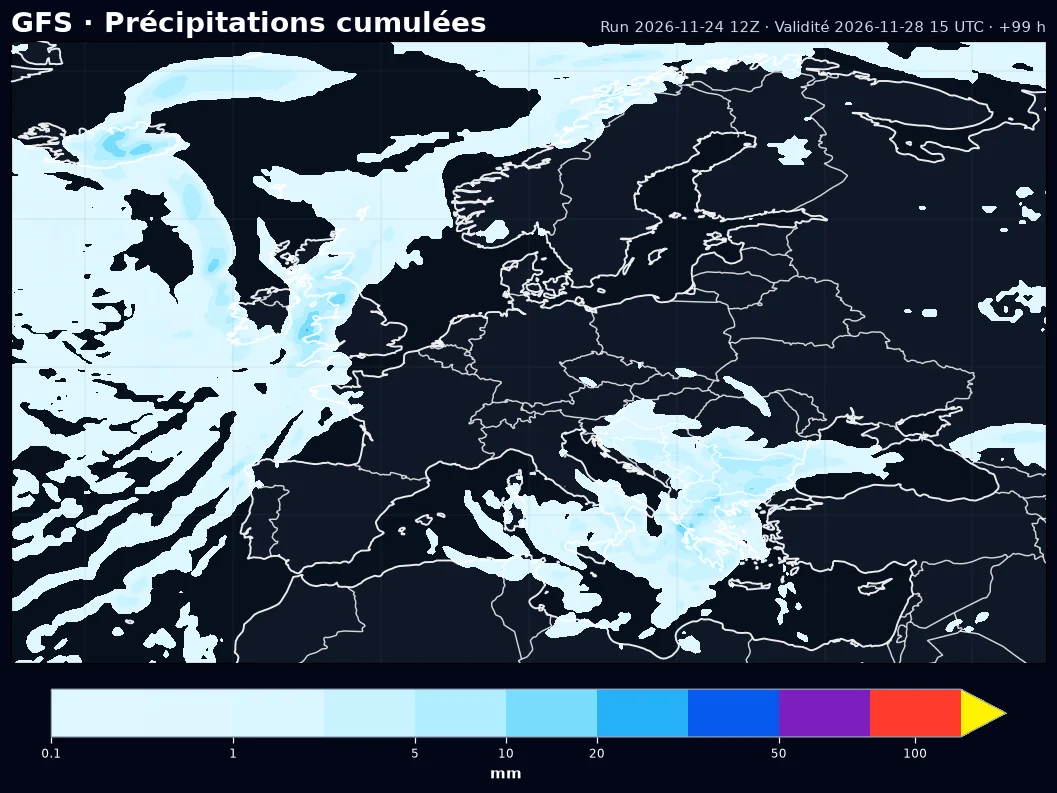 GFS · Précipitations cumulées
Run 2026-11-24 12Z · Validité 2026-11-28 15 UTC · +99 h
0.1 1 5 10 20 50 100
mm